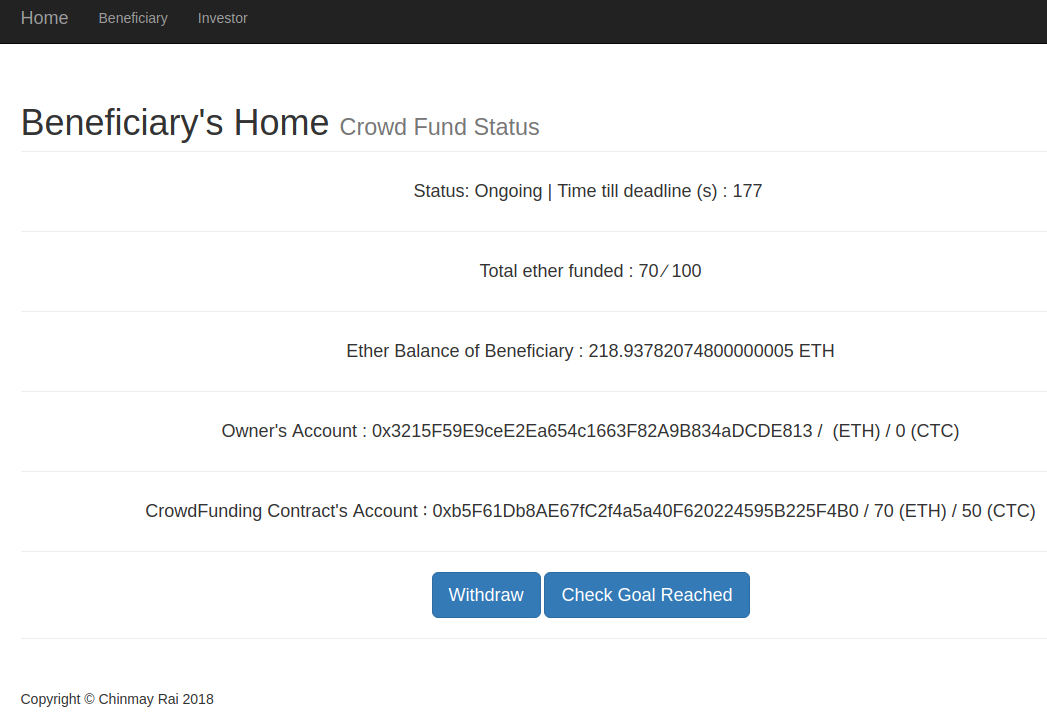 Home Beneficiary Investor
Beneficiary's Home Crowd Fund Status
Status: Ongoing | Time till deadline (s) : 177
Total ether funded : 70 ∕ 100
Ether Balance of Beneficiary : 218.93782074800000005 ETH
Owner's Account : 0x3215F59E9ceE2Ea654c1663F82A9B834aDCDE813 /  (ETH) / 0 (CTC)
CrowdFunding Contract's Account : 0xb5F61Db8AE67fC2f4a5a40F620224595B225F4B0 / 70 (ETH) / 50 (CTC)
Withdraw Check Goal Reached
Copyright © Chinmay Rai 2018